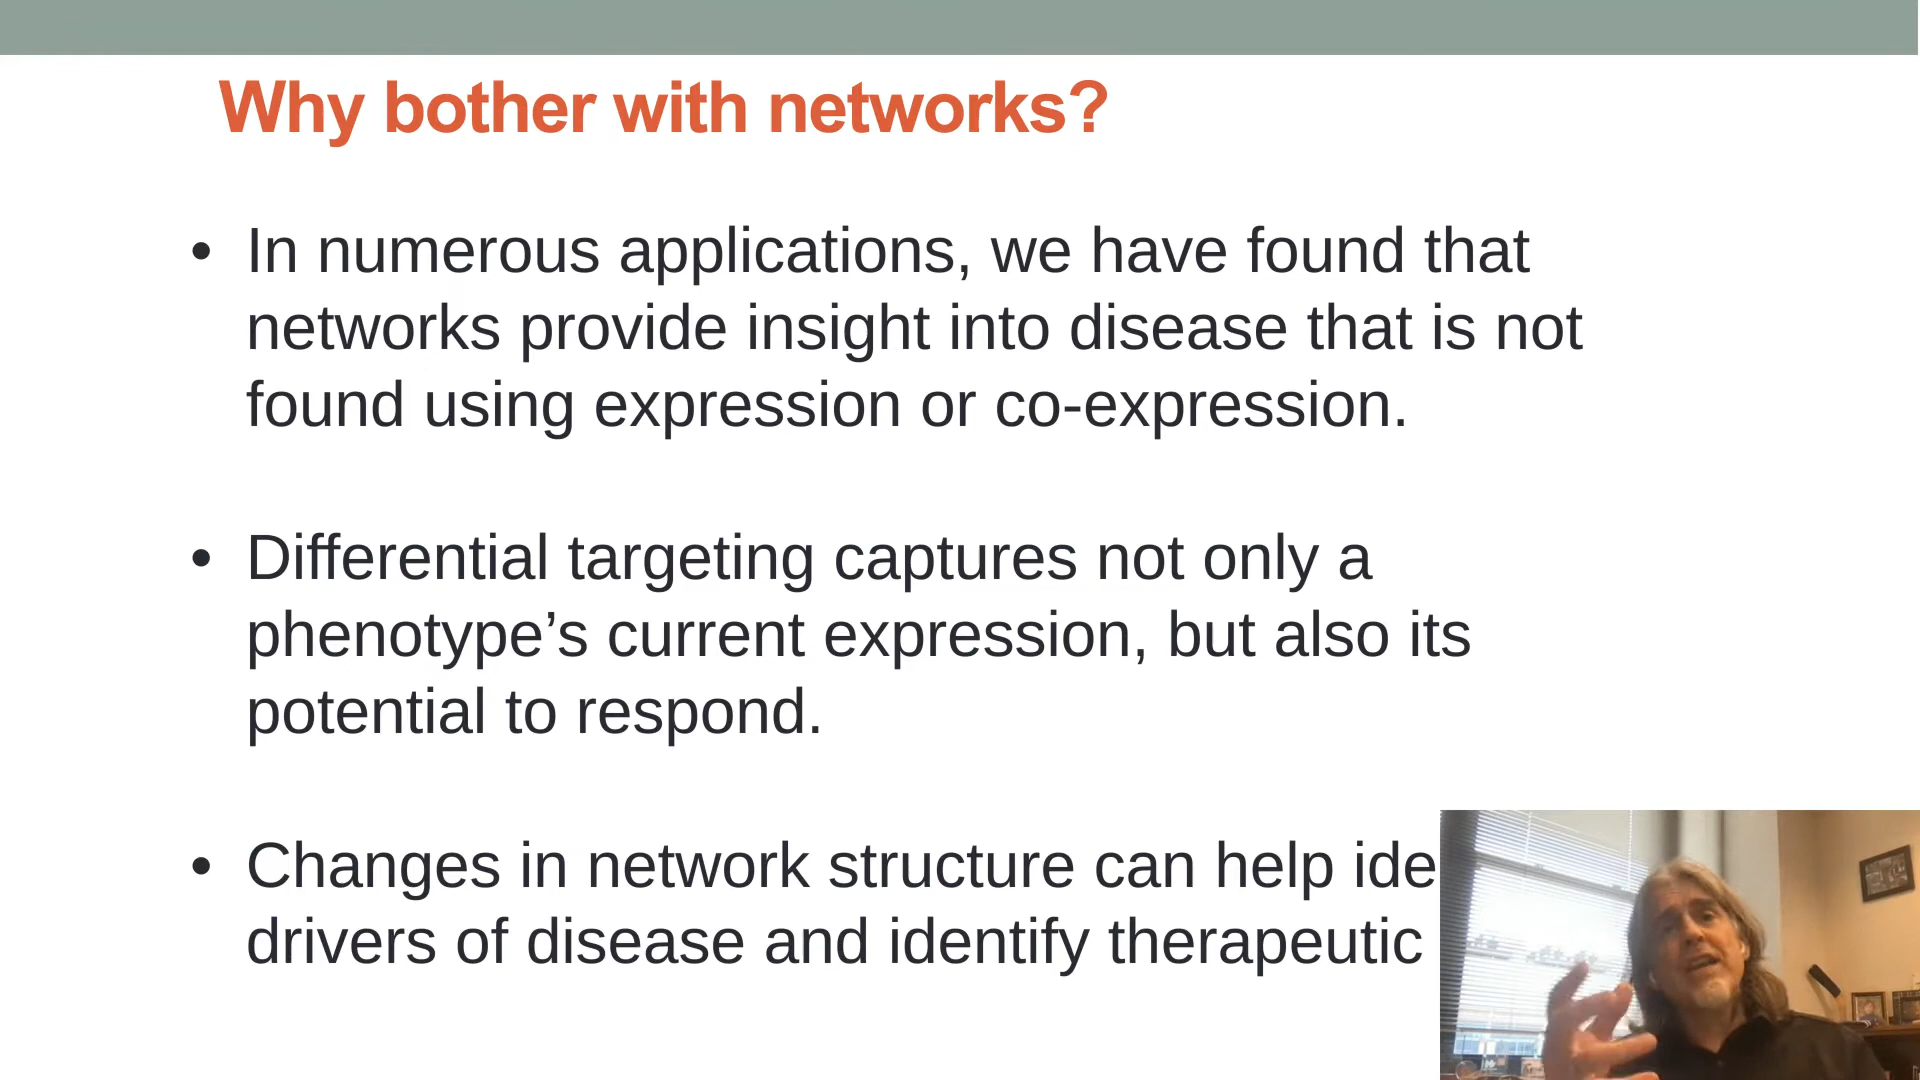 Why bother with networks?
• In numerous applications, we have found that
networks provide insight into disease that is not
found using expression or co-expression.
• Differential targeting captures not only a
phenotype’s current expression, but also its
potential to respond.
• Changes in network structure can help ide
drivers of disease and identify therapeutic